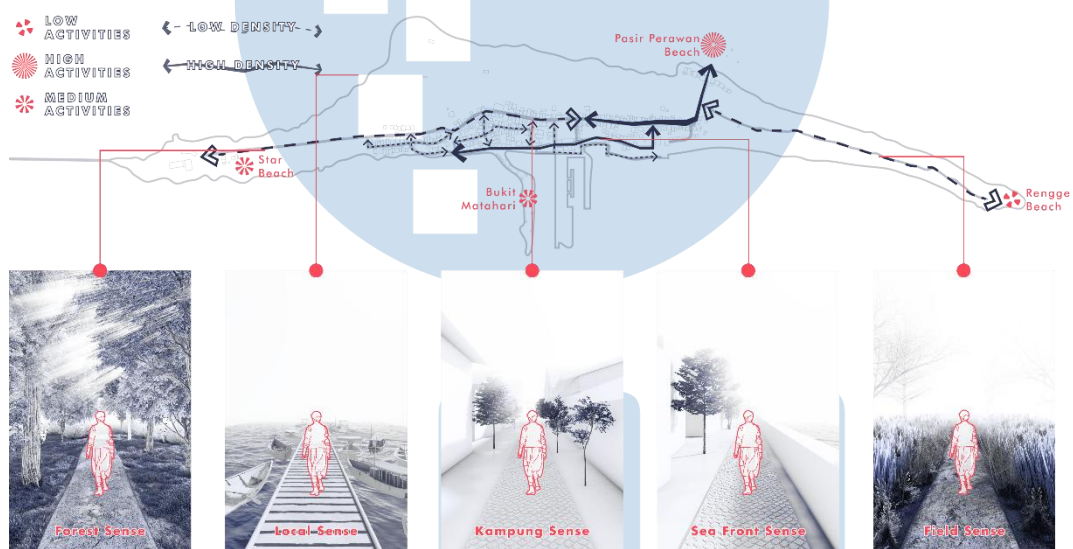 LOW
ACTIVITIES
LOW DENSITY
HIGH
ACTIVITIES
HIGH DENSITY
MEDIUM
ACTIVITIES
Pasir Perawan
Beach
Star
Beach
Bukit
Matahari
Rengge
Beach
Forest Sense
Local Sense
Kampung Sense
Sea Front Sense
Field Sense